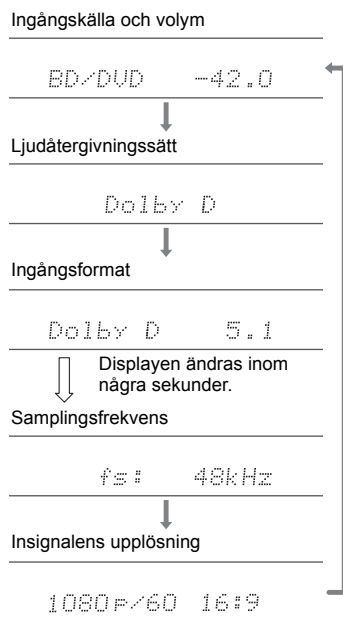 Ingångskälla och volym
BD/DVD -42.0
Ljudåtergivningssätt
Dolby D
Ingångsformat
Dolby D 5.1
Displayen ändras inom
några sekunder.
Samplingsfrekvens
fs: 48kHz
Insignalens upplösning
1080p/60 16:9